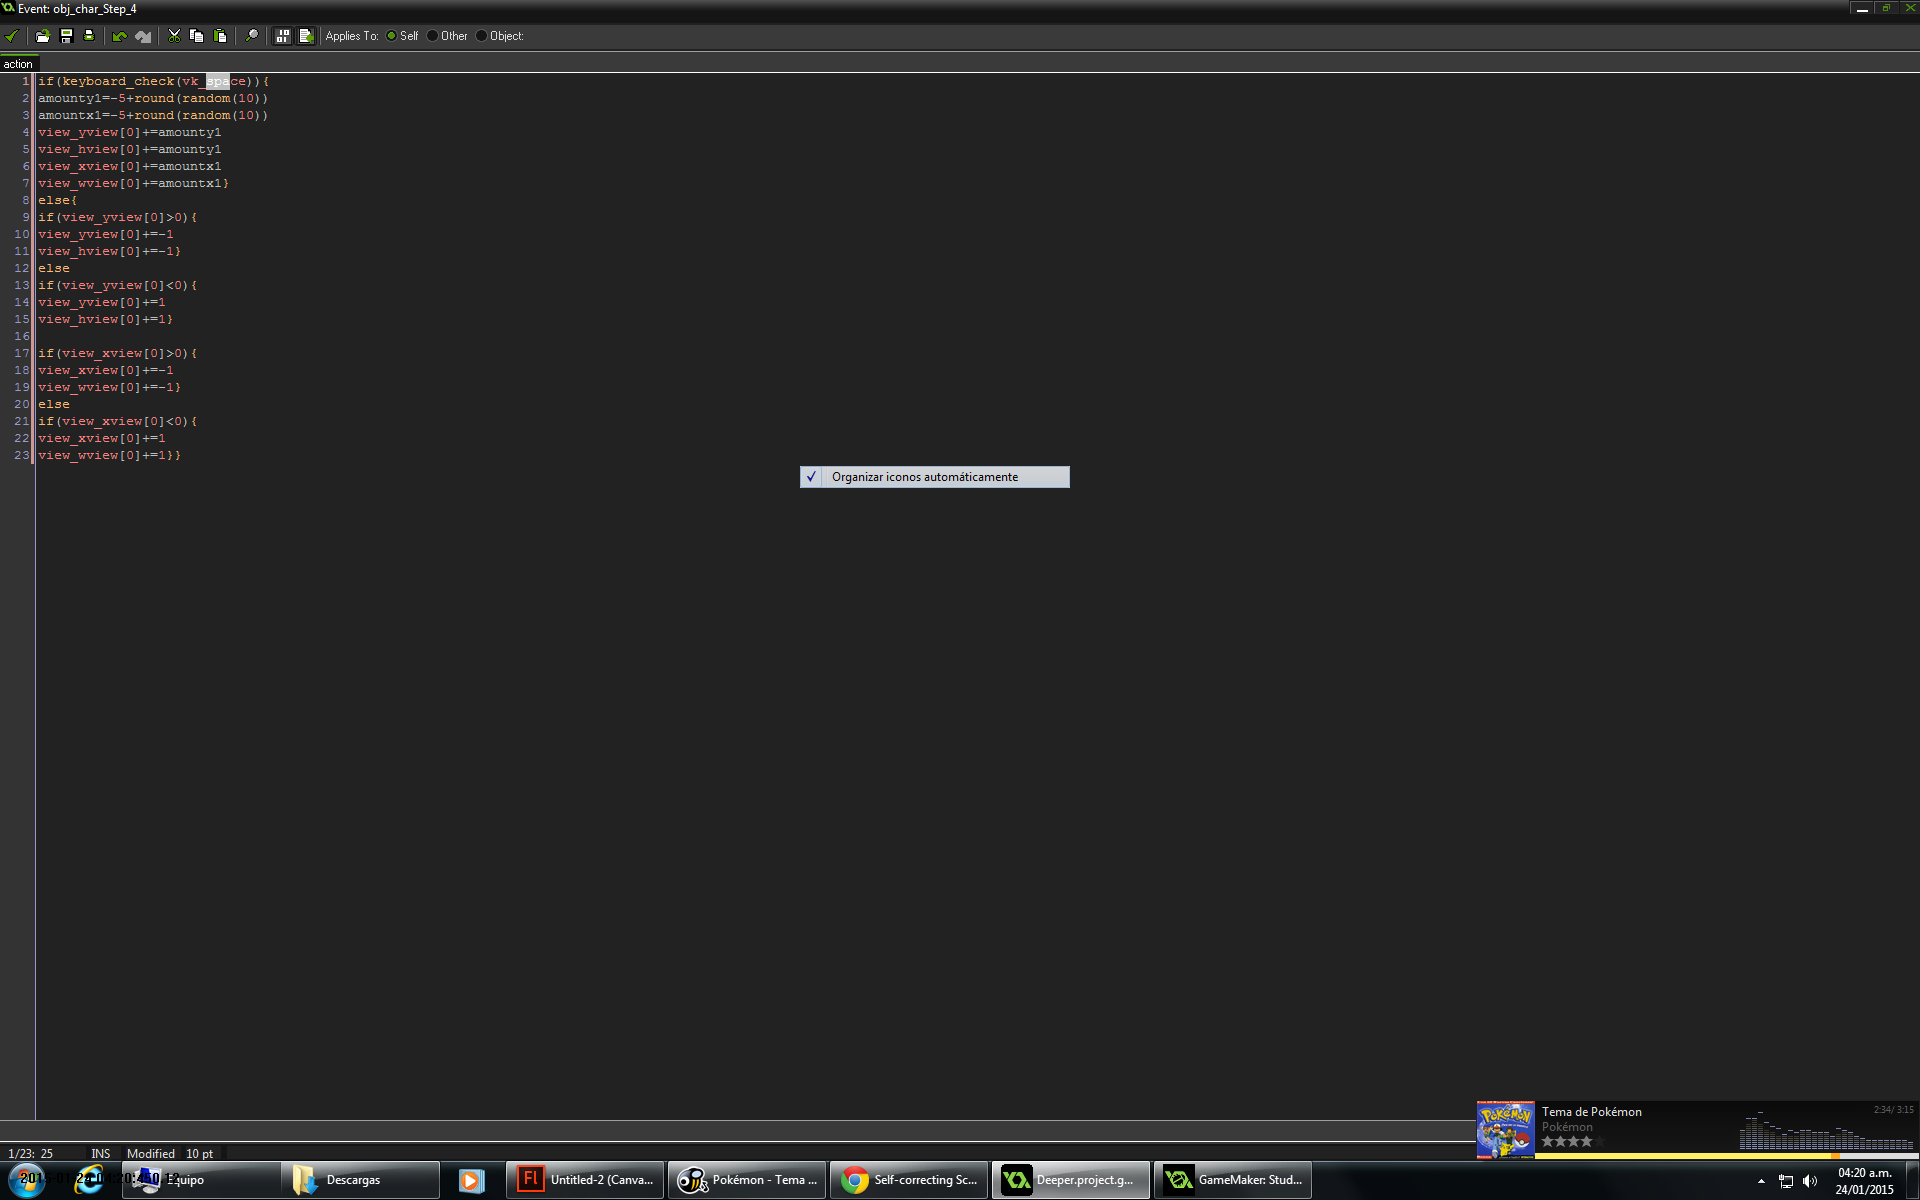 Event: obj_char_Step_4
Applies To: Self Other Object:
action
1 if(keyboard_check(vk_space)){
2 amounty1=-5+round(random(10))
3 amountx1=-5+round(random(10))
4 view_yview[0]+=amounty1
5 view_hview[0]+=amounty1
6 view_xview[0]+=amountx1
7 view_wview[0]+=amountx1}
8 else{
9 if(view_yview[0]>0){
10 view_yview[0]+=-1
11 view_hview[0]+=-1}
12 else
13 if(view_yview[0]<0){
14 view_yview[0]+=1
15 view_hview[0]+=1}
16
17 if(view_xview[0]>0){
18 view_xview[0]+=-1
19 view_wview[0]+=-1}
20 else
21 if(view_xview[0]<0){
22 view_xview[0]+=1
23 view_wview[0]+=1}}
Organizar iconos automáticamente
Tema de Pokémon
2:34/ 3:15
Pokémon
1/23: 25 INS Modified 10 pt
Equipo
Descargas
Untitled-2 (Canva...
Pokémon - Tema ...
Self-correcting Sc...
Deeper.project.g...
GameMaker: Stud...
04:20 a.m.
24/01/2015